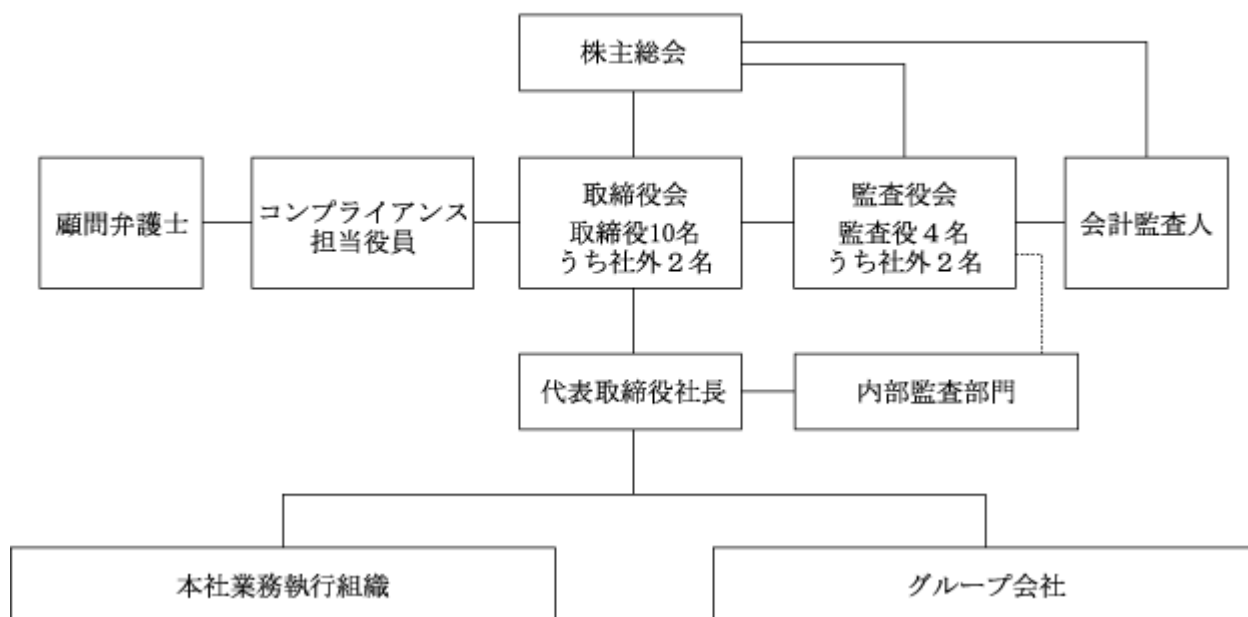 株主総会
顧問弁護士
コンプライアンス
担当役員
取締役会
取締役10名
うち社外2名
監査役会
監査役4名
うち社外2名
会計監査人
代表取締役社長
内部監査部門
本社業務執行組織
グループ会社